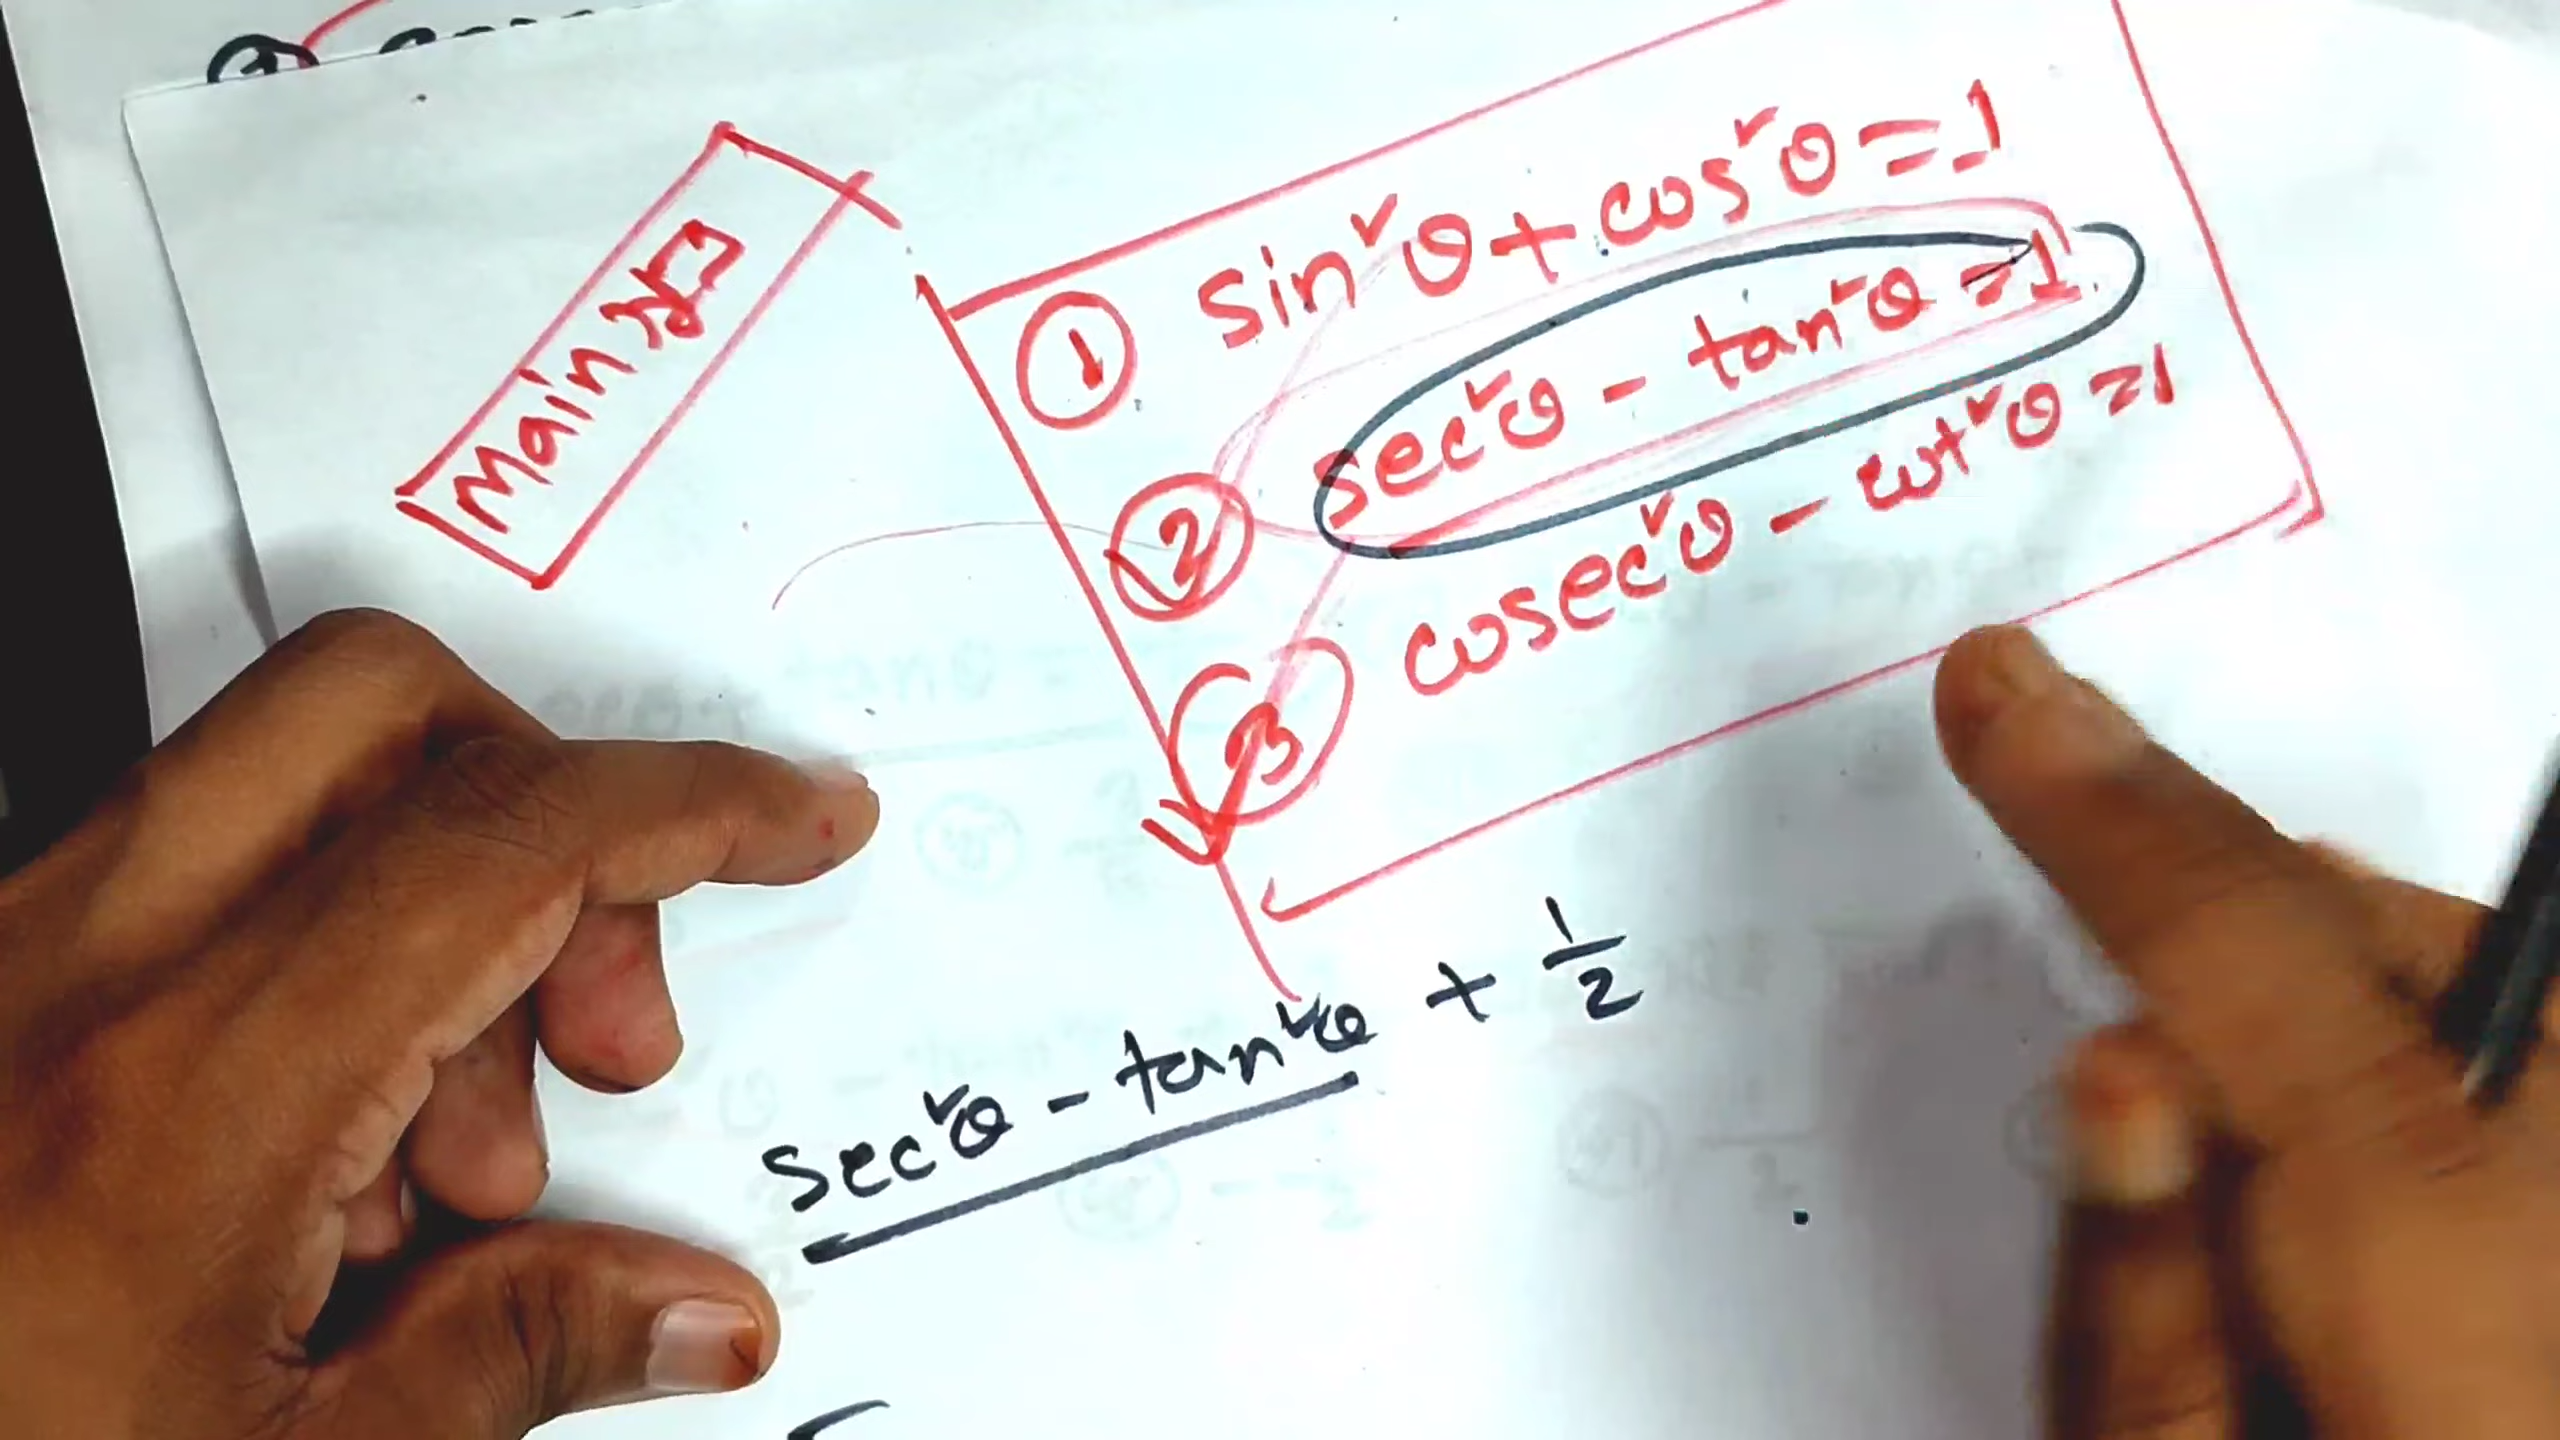 Main সূত্র
① sin²θ + cos²θ = 1
② sec²θ - tan²θ = 1
③ cosec²θ - cot²θ = 1
sec²θ - tan²θ + 1/2